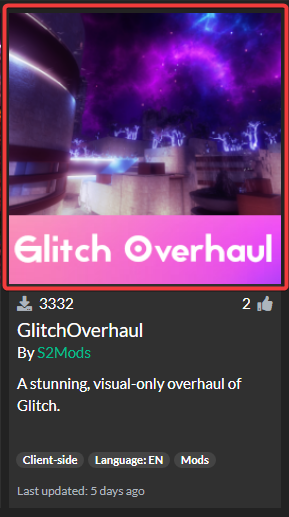 Glitch Overhaul
3332 2
GlitchOverhaul
By S2Mods
A stunning, visual-only overhaul of
Glitch.
Client-side Language: EN Mods
Last updated: 5 days ago